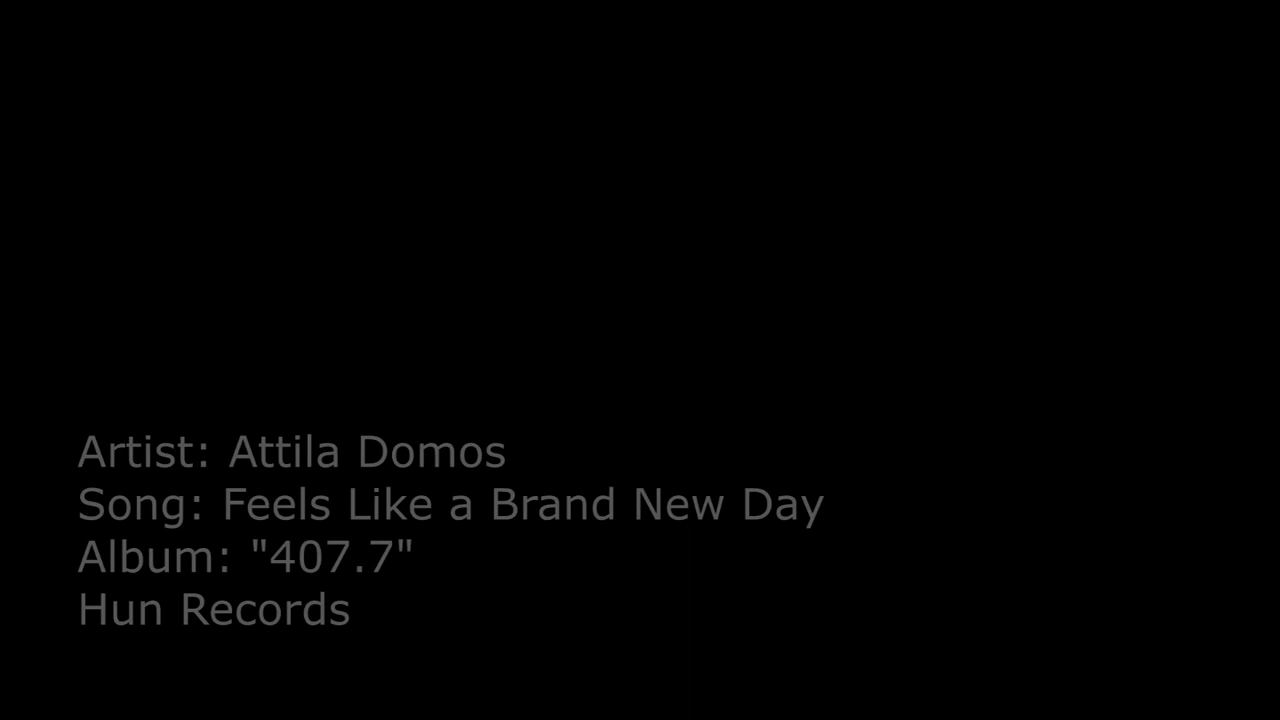 Artist: Attila Domos
Song: Feels Like a Brand New Day
Album: "407.7"
Hun Records